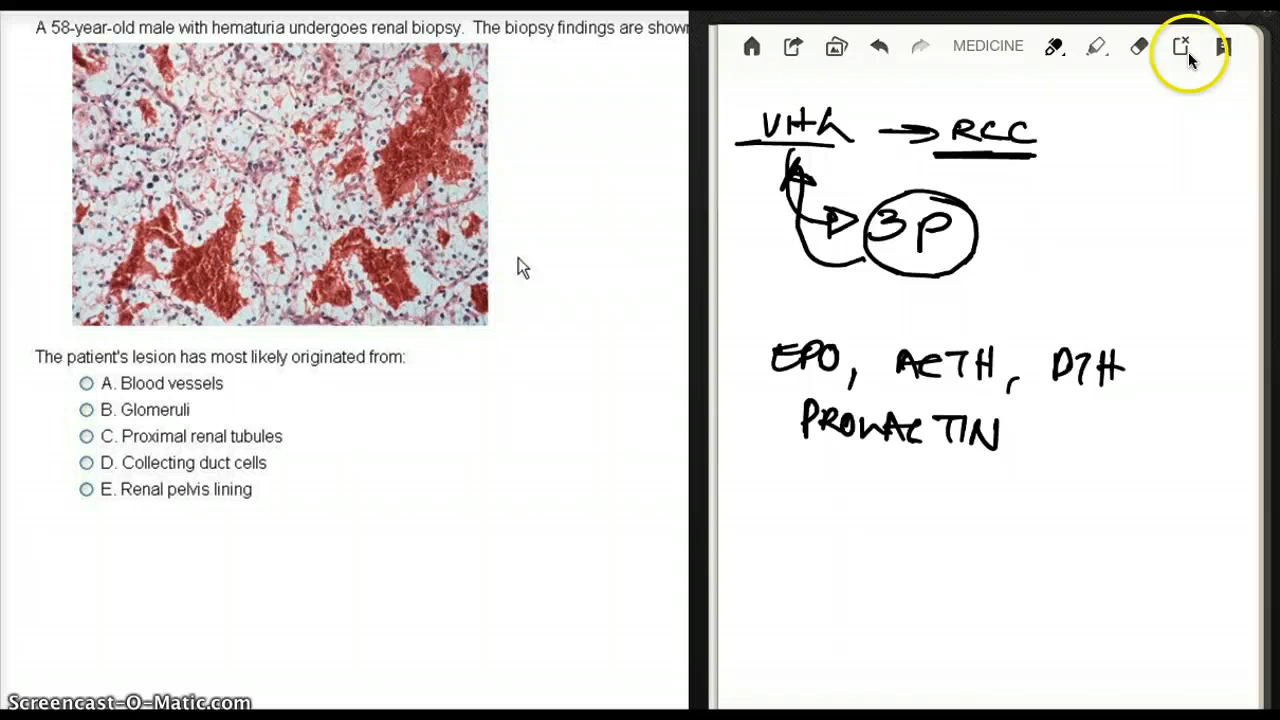 A 58-year-old male with hematuria undergoes renal biopsy. The biopsy findings are shown
The patient's lesion has most likely originated from:
A. Blood vessels
B. Glomeruli
C. Proximal renal tubules
D. Collecting duct cells
E. Renal pelvis lining
MEDICINE
VHL → RCC
3P
EPO, ACTH, PTH
PROLACTIN
Screencast-O-Matic.com